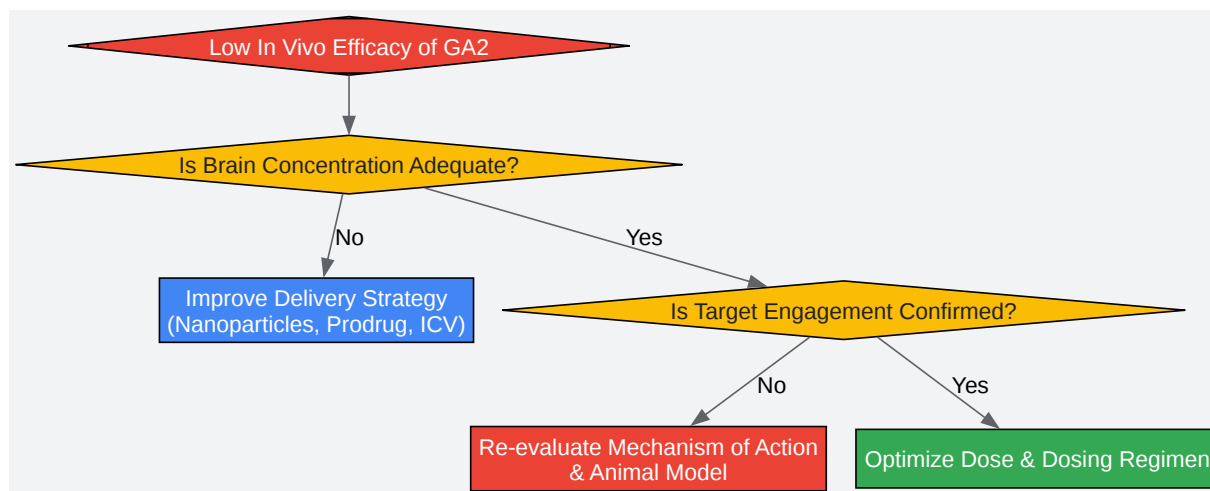 Low In Vivo Efficacy of GA2
Is Brain Concentration Adequate?
No
Yes
Improve Delivery Strategy
(Nanoparticles, Prodrug, ICV)
Is Target Engagement Confirmed?
No
Yes
Re-evaluate Mechanism of Action
& Animal Model
Optimize Dose & Dosing Regimen